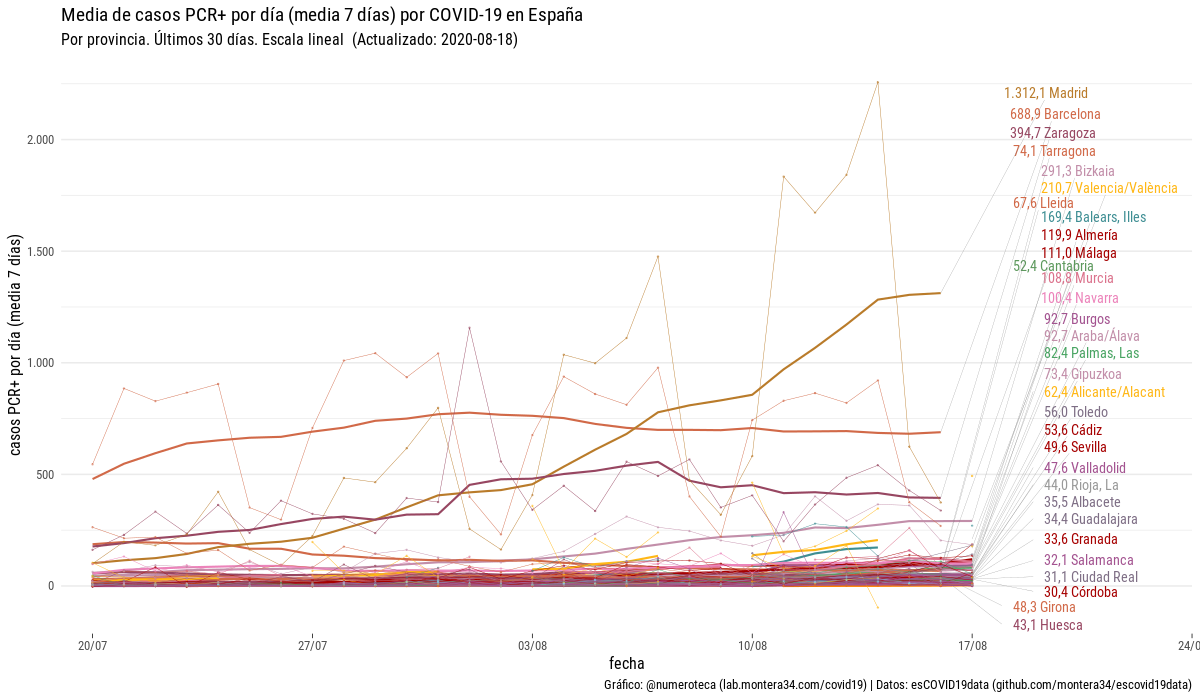 Media de casos PCR+ por día (media 7 días) por COVID-19 en España
Por provincia. Últimos 30 días. Escala lineal  (Actualizado: 2020-08-18)
casos PCR+ por día (media 7 días)
2.000
1.500
1.000
500
0
1.312,1 Madrid
688,9 Barcelona
394,7 Zaragoza
74,1 Tarragona
291,3 Bizkaia
210,7 Valencia/València
67,6 Lleida
169,4 Balears, Illes
119,9 Almería
111,0 Málaga
52,4 Cantabria
108,8 Murcia
100,4 Navarra
92,7 Burgos
92,7 Araba/Álava
82,4 Palmas, Las
73,4 Gipuzkoa
62,4 Alicante/Alacant
56,0 Toledo
53,6 Cádiz
49,6 Sevilla
47,6 Valladolid
44,0 Rioja, La
35,5 Albacete
34,4 Guadalajara
33,6 Granada
32,1 Salamanca
31,1 Ciudad Real
30,4 Córdoba
48,3 Girona
43,1 Huesca
20/07 27/07 03/08 10/08 17/08 24/0
fecha
Gráfico: @numeroteca (lab.montera34.com/covid19) | Datos: esCOVID19data (github.com/montera34/escovid19data)